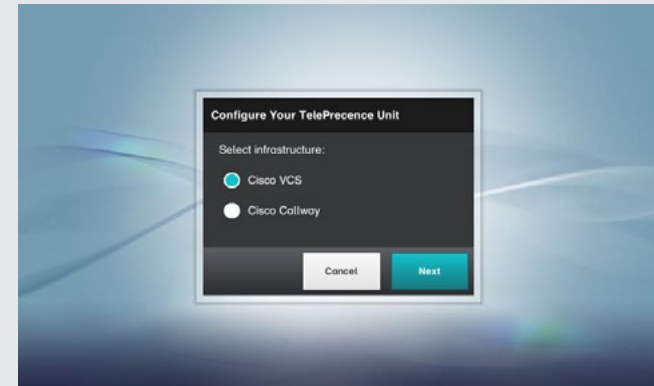 Configure Your TelePrecence Unit
Select infrastructure:
Cisco VCS
Cisco Callway
Cancel Next